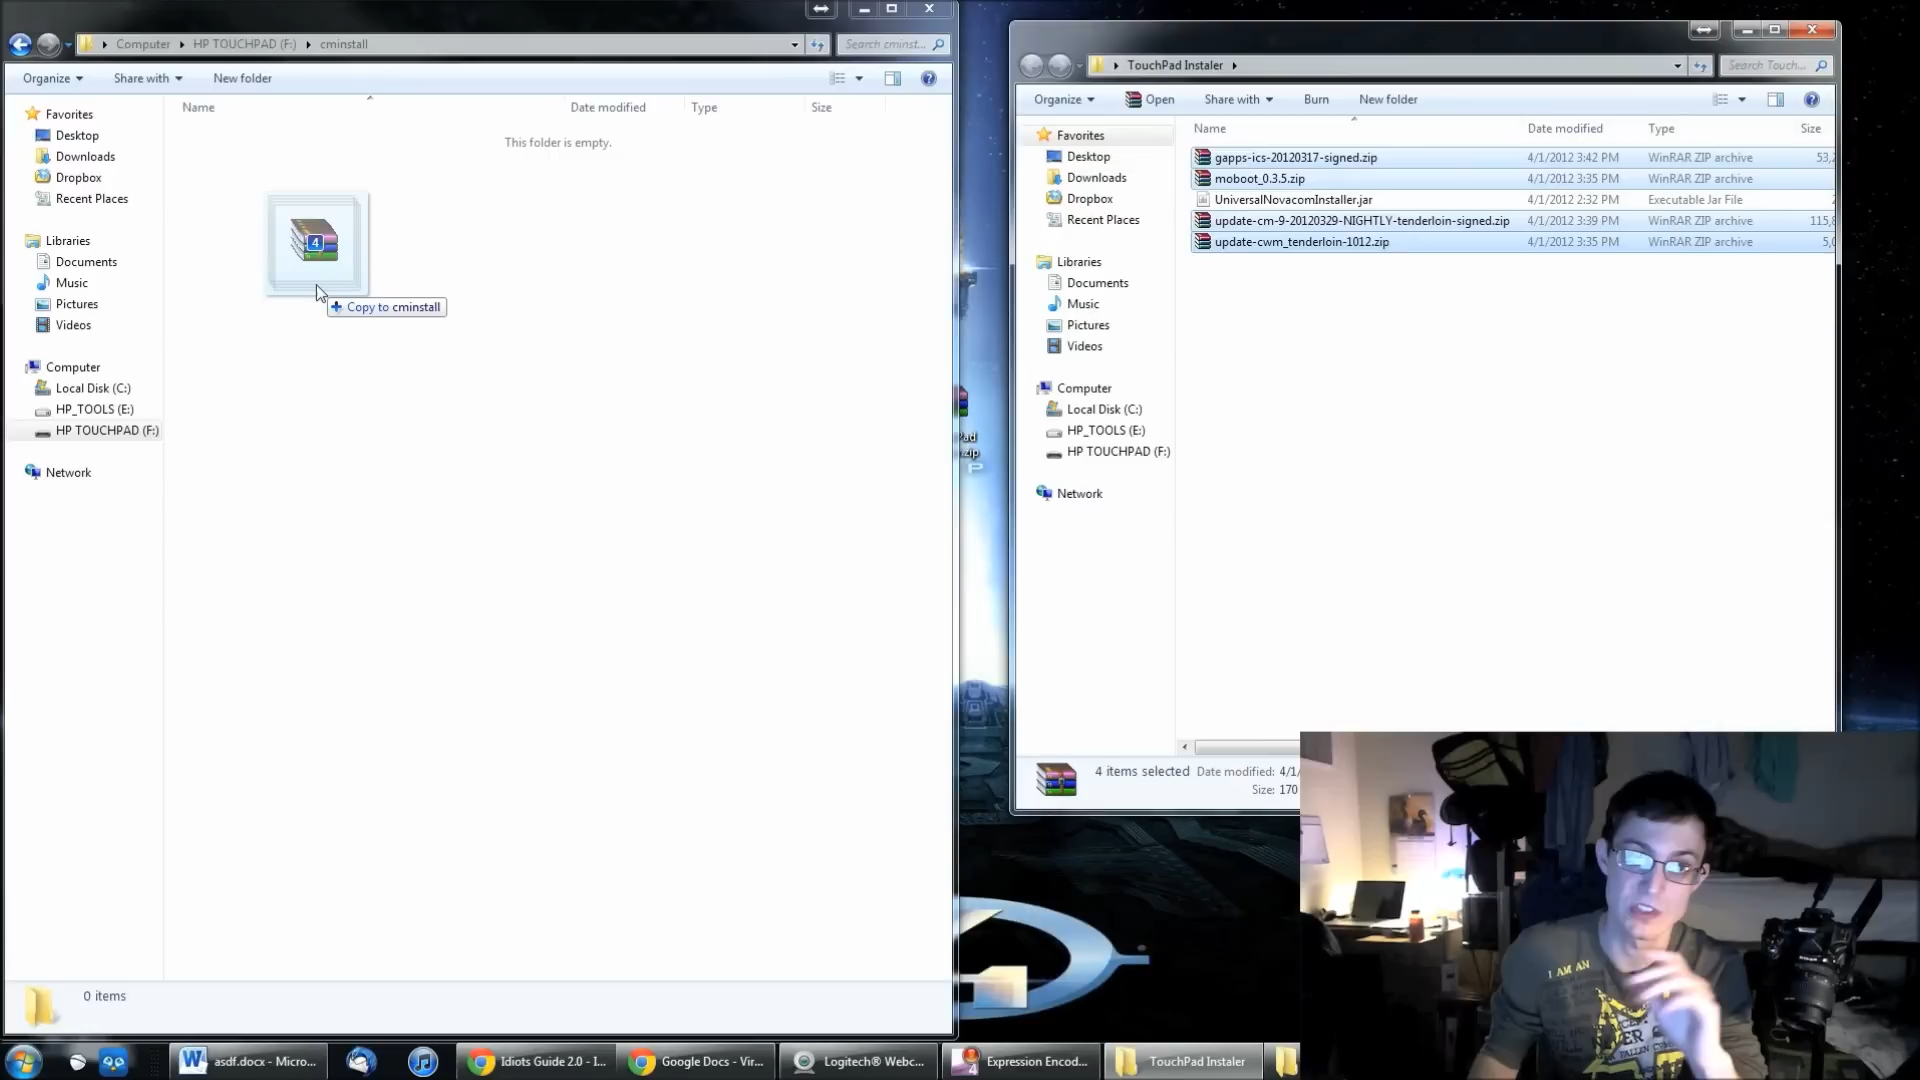 Computer HP TOUCHPAD (F:) cminstall
Search cminst...
Organize Share with New folder
Name Date modified Type Size
This folder is empty.
Favorites
Desktop
Downloads
Dropbox
Recent Places
Libraries
Documents
Music
Pictures
Videos
Computer
Local Disk (C:)
HP_TOOLS (E:)
HP TOUCHPAD (F:)
Network
4
Copy to cminstall
0 items
TouchPad Instaler
Search Touch...
Organize Open Share with Burn New folder
Name Date modified Type Size
gapps-ics-20120317-signed.zip 4/1/2012 3:42 PM WinRAR ZIP archive 53,
moboot_0.3.5.zip 4/1/2012 3:35 PM WinRAR ZIP archive
UniversalNovacomInstaller.jar 4/1/2012 2:32 PM Executable Jar File
update-cm-9-20120329-NIGHTLY-tenderloin-signed.zip 4/1/2012 3:39 PM WinRAR ZIP archive 115,
update-cwm_tenderloin-1012.zip 4/1/2012 3:35 PM WinRAR ZIP archive 5,
Favorites
Desktop
Downloads
Dropbox
Recent Places
Libraries
Documents
Music
Pictures
Videos
Computer
Local Disk (C:)
HP_TOOLS (E:)
HP TOUCHPAD (F:)
Network
4 items selected Date modified: 4/1/
Size: 170
Pad
.zip
I AM AN
asdf.docx - Micro...
Idiots Guide 2.0 - I...
Google Docs - Vir...
Logitech® Webc...
Expression Encod...
TouchPad Instaler